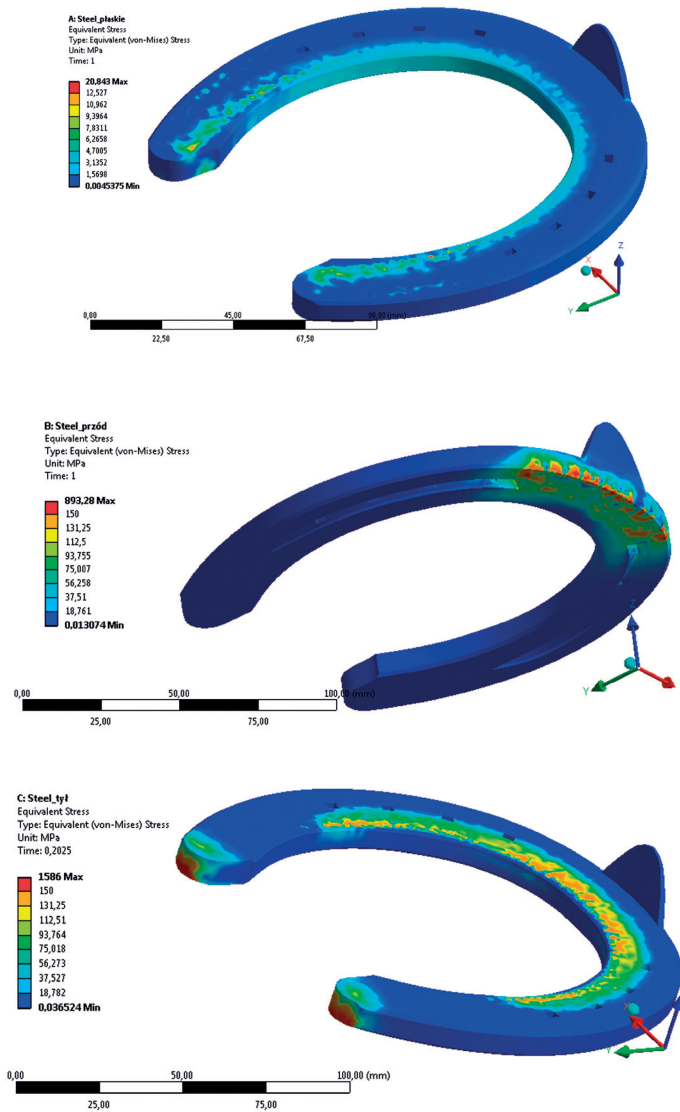 A: Steel_płaskie
Equivalent Stress
Type: Equivalent (von-Mises) Stress
Unit: MPa
Time: 1
20.843 Max
12,527
10,962
9,3964
7,8311
6,2658
4,7005
3,1352
1,5698
0.0045375 Min
Z
X
Y
0,00 45,00 90,00 (mm)
22,50 67,50
B: Steel_przód
Equivalent Stress
Type: Equivalent (von-Mises) Stress
Unit: MPa
Time: 1
893,28 Max
150
131,25
112,5
93,755
75,007
56,258
37,51
18,761
0,013074 Min
Y
0,00 50,00 100,00 (mm)
25,00 75,00
C: Steel_tył
Equivalent Stress
Type: Equivalent (von-Mises) Stress
Unit: MPa
Time: 0,2025
1586 Max
150
131,25
112,51
93,764
75,018
56,273
37,527
18,782
0,036524 Min
X
Y
0,00 50,00 100,00 (mm)
25,00 75,00